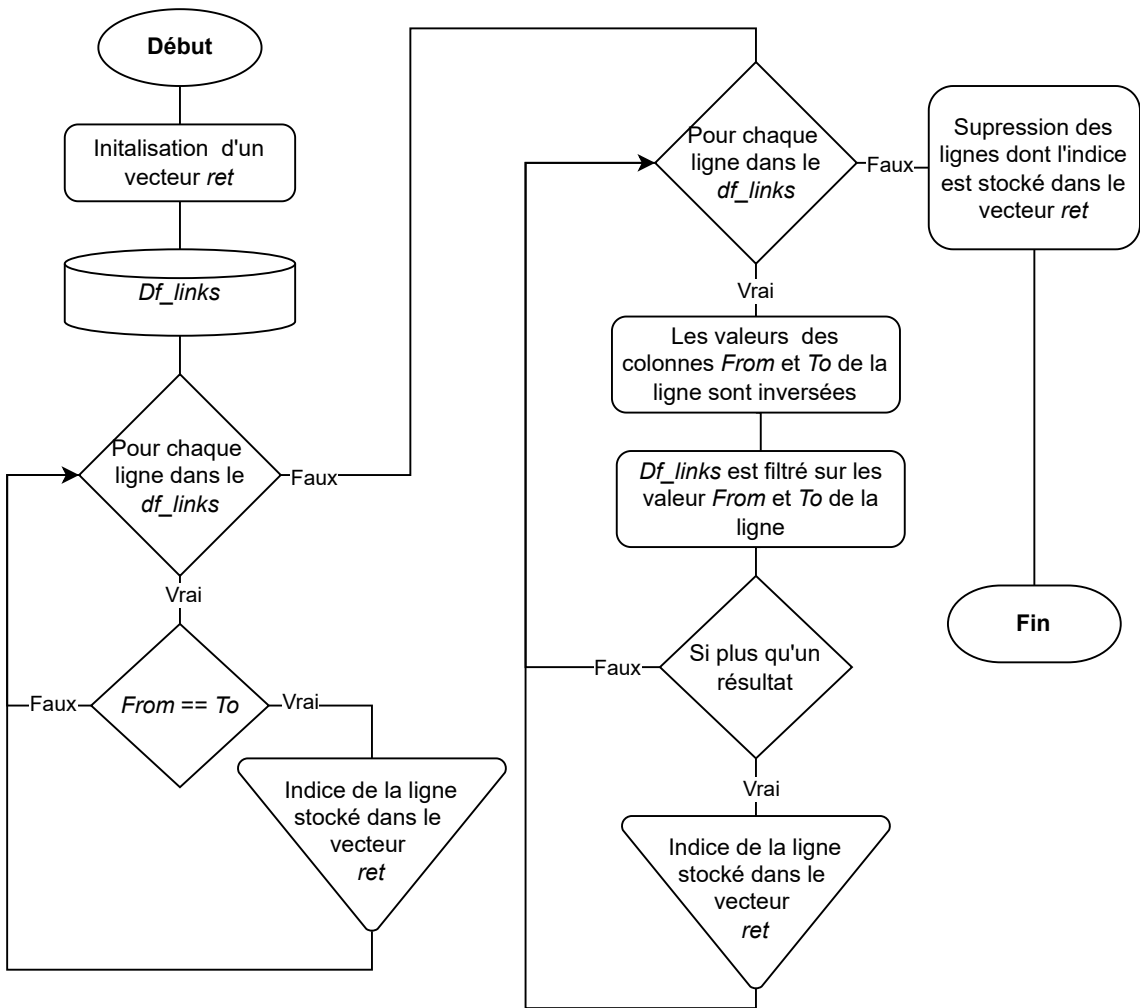 Début
Initalisation d'un
vecteur ret
Df_links
Pour chaque
ligne dans le
df_links
Faux
Vrai
From == To
Faux
Vrai
Indice de la ligne
stocké dans le
vecteur
ret
Pour chaque
ligne dans le
df_links
Faux
Vrai
Les valeurs des
colonnes From et To de la
ligne sont inversées
Df_links est filtré sur les
valeur From et To de la
ligne
Si plus qu'un
résultat
Faux
Vrai
Indice de la ligne
stocké dans le
vecteur
ret
Supression des
lignes dont l'indice
est stocké dans le
vecteur ret
Fin